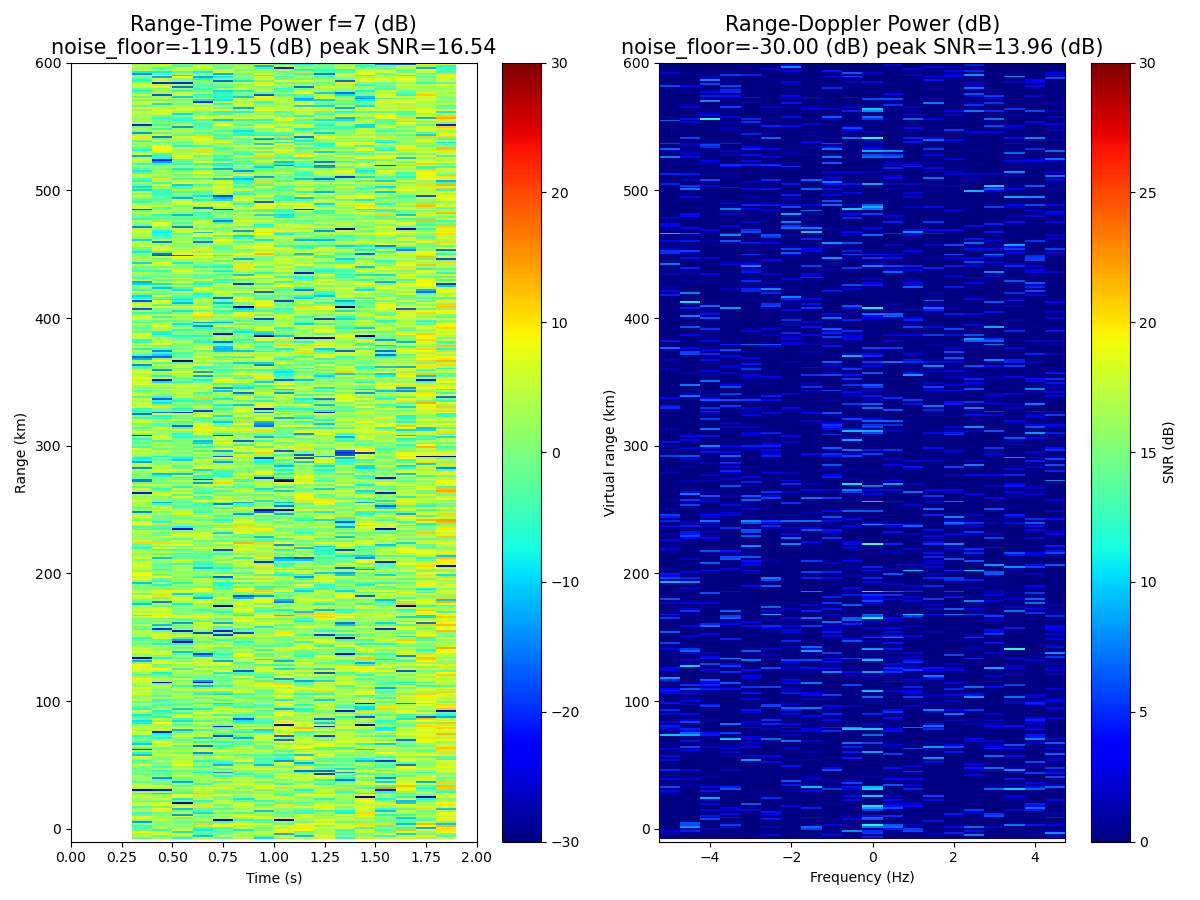 Range-Time Power f=7 (dB)
noise_floor=-119.15 (dB) peak SNR=16.54
Range-Doppler Power (dB)
noise_floor=-30.00 (dB) peak SNR=13.96 (dB)
600
500
400
300
200
100
0
Range (km)
0.00 0.25 0.50 0.75 1.00 1.25 1.50 1.75 2.00
Time (s)
30
20
10
0
−10
−20
−30
600
500
400
300
200
100
0
Virtual range (km)
−4 −2 0 2 4
Frequency (Hz)
30
25
20
15
10
5
0
SNR (dB)